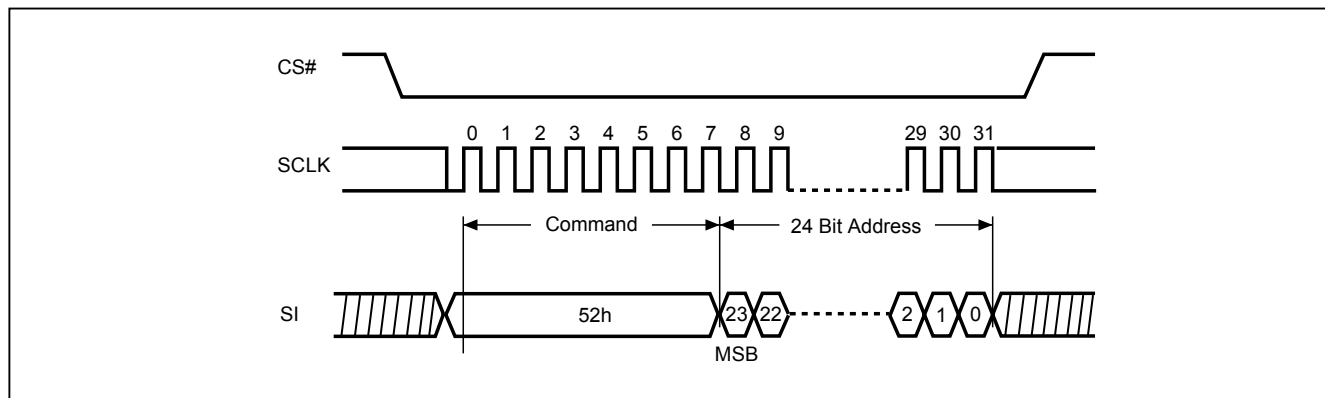 CS#
0 1 2 3 4 5 6 7 8 9 29 30 31
SCLK
Command 24 Bit Address
SI 52h 23 22 2 1 0
MSB